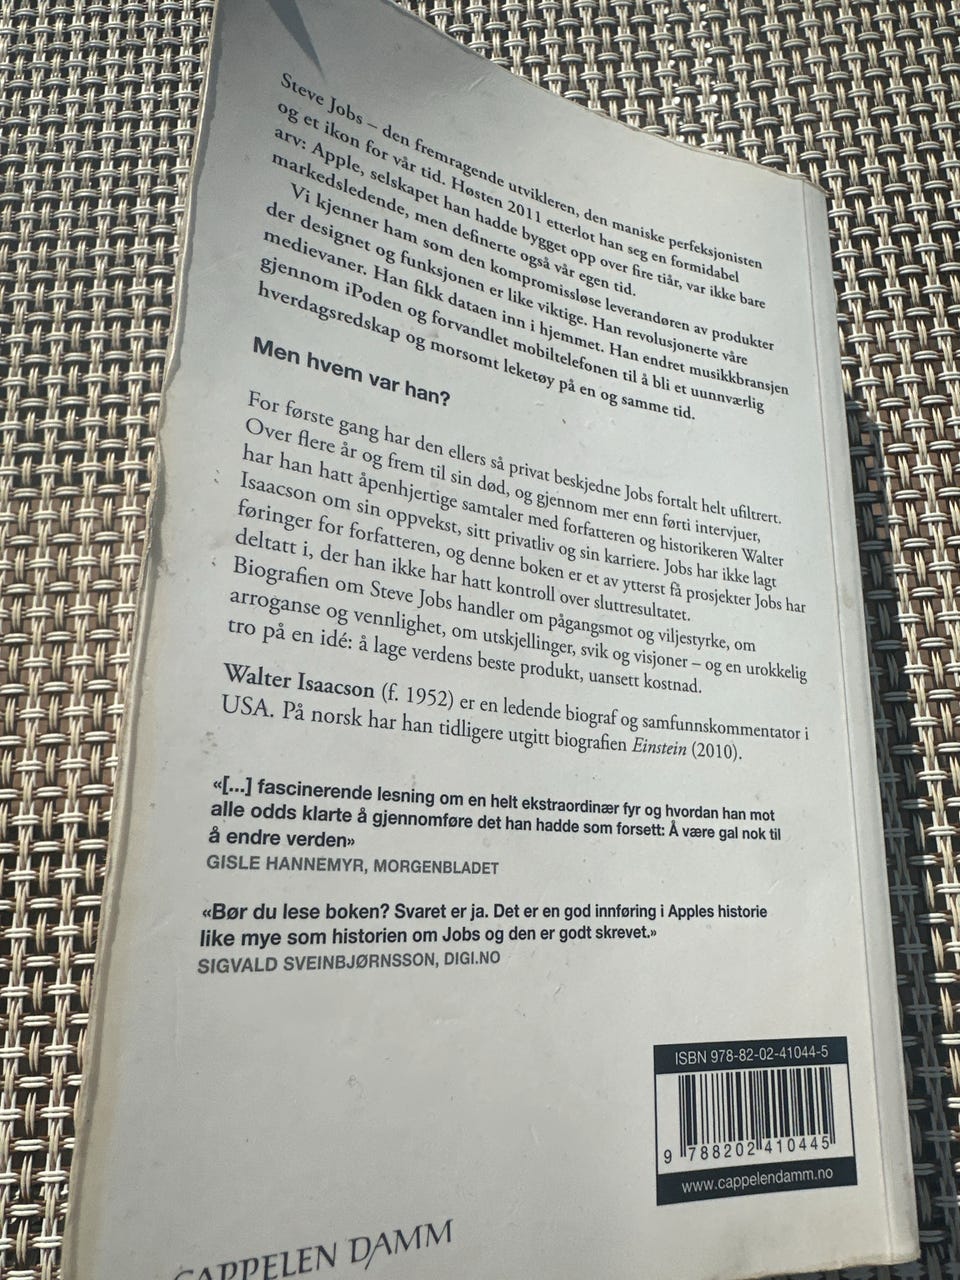 Steve Jobs – den fremragende utvikleren, den maniske perfeksjonisten
og et ikon for vår tid. Høsten 2011 etterlot han seg en formidabel
arv: Apple, selskapet han hadde bygget opp over fire tiår, var ikke bare
markedsledende, men definerte også vår egen tid.
Vi kjenner ham som den kompromissløse leverandøren av produkter
der designet og funksjonen er like viktige. Han revolusjonerte våre
medievaner. Han fikk dataen inn i hjemmet. Han endret musikkbransjen
gjennom iPoden og forvandlet mobiltelefonen til å bli et uunnværlig
hverdagsredskap og morsomt leketøy på en og samme tid.
Men hvem var han?
For første gang har den ellers så privat beskjedne Jobs fortalt helt ufiltrert.
Over flere år og frem til sin død, og gjennom mer enn førti intervjuer,
har han hatt åpenhjertige samtaler med forfatteren og historikeren Walter
Isaacson om sin oppvekst, sitt privatliv og sin karriere. Jobs har ikke lagt
føringer for forfatteren, og denne boken er et av ytterst få prosjekter Jobs har
deltatt i, der han ikke har hatt kontroll over sluttresultatet.
Biografien om Steve Jobs handler om pågangsmot og viljestyrke, om
arroganse og vennlighet, om utskjellinger, svik og visjoner – og en urokkelig
tro på en idé: å lage verdens beste produkt, uansett kostnad.
Walter Isaacson (f. 1952) er en ledende biograf og samfunnskommentator i
USA. På norsk har han tidligere utgitt biografien Einstein (2010).
«[...] fascinerende lesning om en helt ekstraordinær fyr og hvordan han mot
alle odds klarte å gjennomføre det han hadde som forsett: Å være gal nok til
å endre verden»
GISLE HANNEMYR, MORGENBLADET
«Bør du lese boken? Svaret er ja. Det er en god innføring i Apples historie
like mye som historien om Jobs og den er godt skrevet.»
SIGVALD SVEINBJØRNSSON, DIGI.NO
ISBN 978-82-02-41044-5
9 788202 410445
www.cappelendamm.no
CAPPELEN DAMM